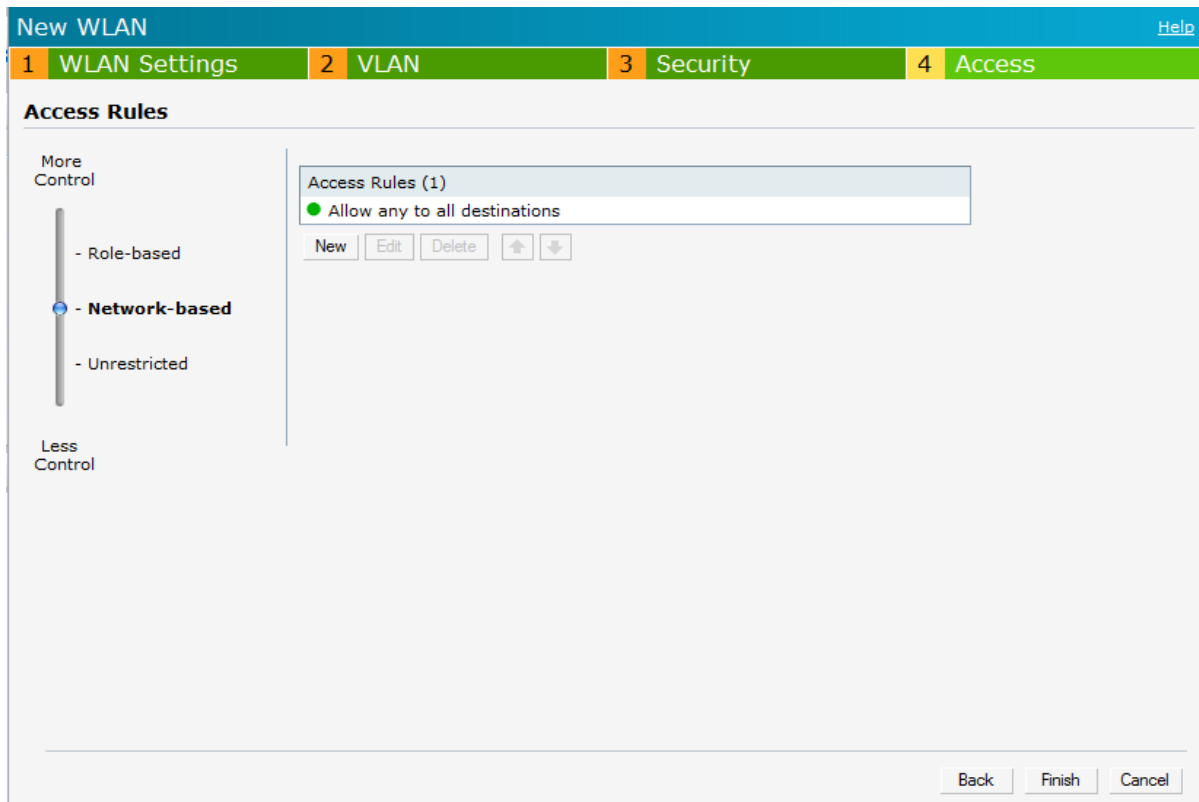 New WLAN
Help
1 WLAN Settings
2 VLAN
3 Security
4 Access
Access Rules
More
Control
- Role-based
- Network-based
- Unrestricted
Less
Control
Access Rules (1)
Allow any to all destinations
New Edit Delete
Back Finish Cancel